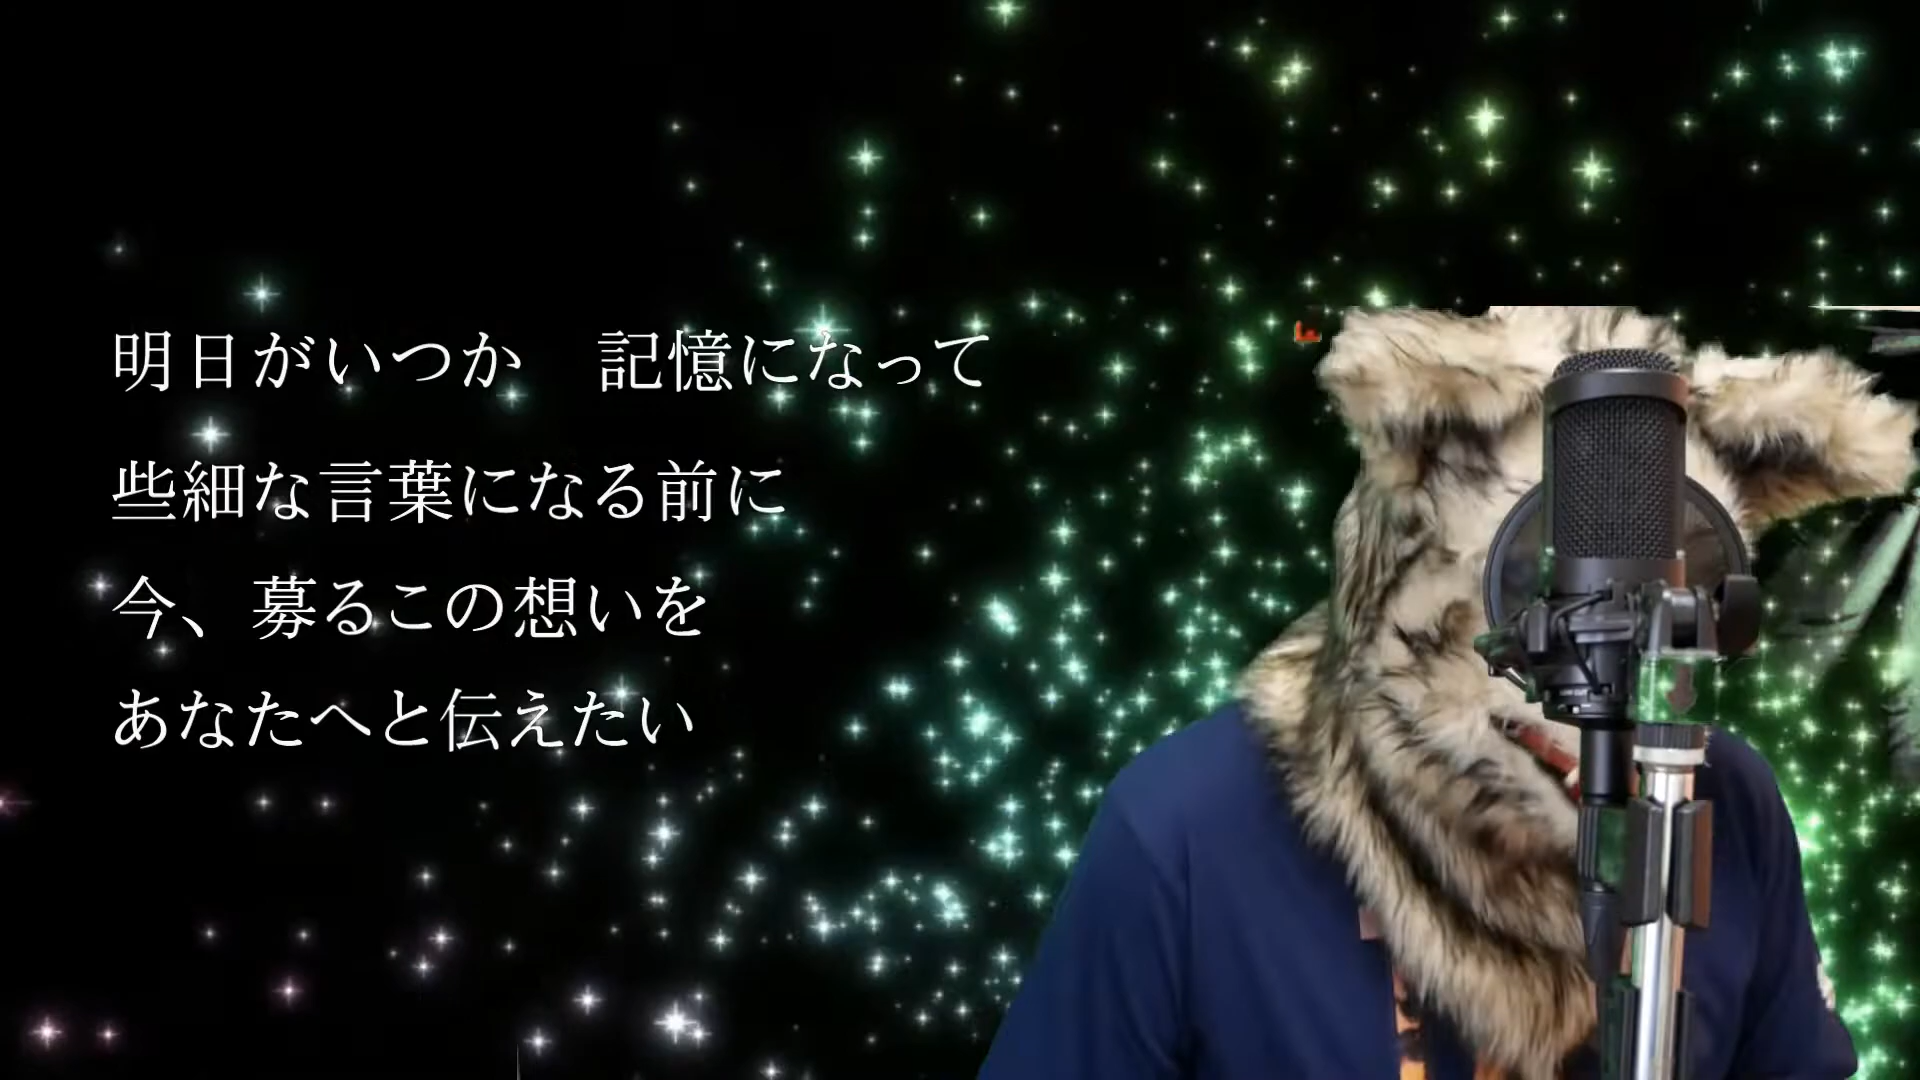 明日がいつか　記憶になって
些細な言葉になる前に
今、募るこの想いを
あなたへと伝えたい